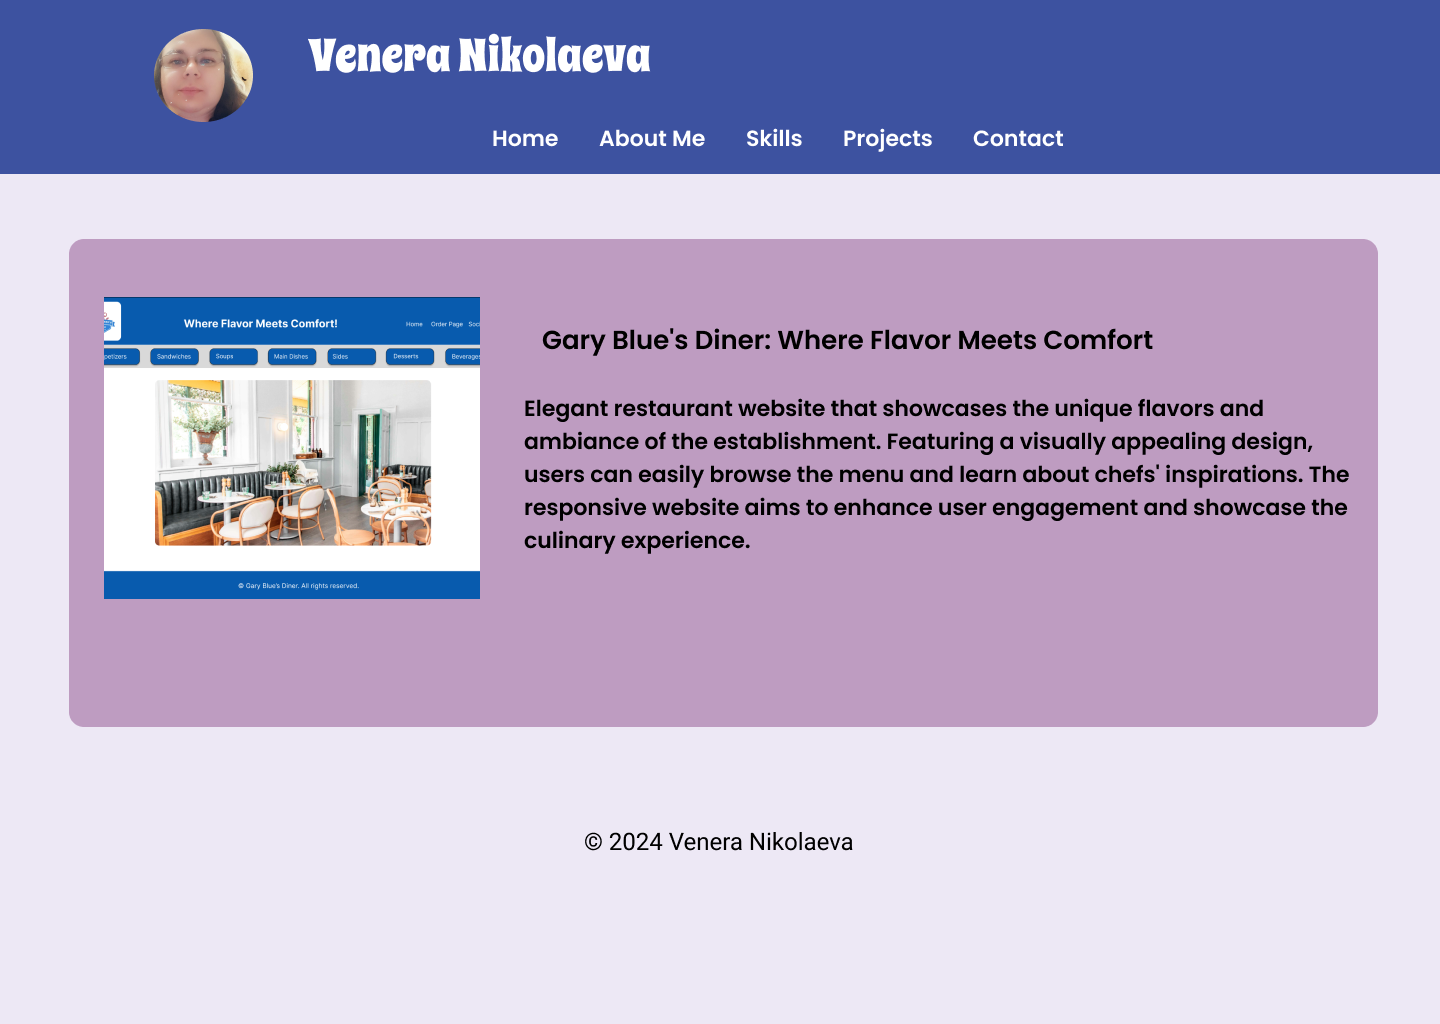 Venera Nikolaeva
Home About Me Skills Projects Contact
Where Flavor Meets Comfort!
Home Order Page
Sandwiches Soups Main Dishes Sides Desserts Beverages
© Gary Blue's Diner. All rights reserved.
Gary Blue's Diner: Where Flavor Meets Comfort
Elegant restaurant website that showcases the unique flavors and
ambiance of the establishment. Featuring a visually appealing design,
users can easily browse the menu and learn about chefs' inspirations. The
responsive website aims to enhance user engagement and showcase the
culinary experience.
© 2024 Venera Nikolaeva